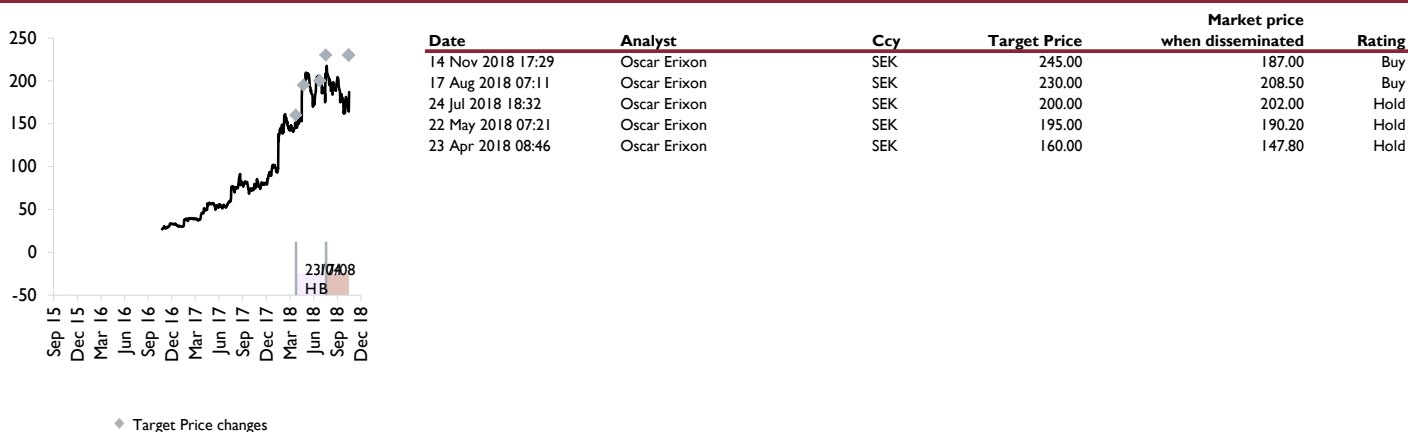 250
200
150
100
50
0
-50
23/04
17/08
H B
Sep 15
Dec 15
Mar 16
Jun 16
Sep 16
Dec 16
Mar 17
Jun 17
Sep 17
Dec 17
Mar 18
Jun 18
Sep 18
Dec 18
Target Price changes
Market price
Date Analyst Ccy Target Price when disseminated Rating
14 Nov 2018 17:29 Oscar Erixon SEK 245.00 187.00 Buy
17 Aug 2018 07:11 Oscar Erixon SEK 230.00 208.50 Buy
24 Jul 2018 18:32 Oscar Erixon SEK 200.00 202.00 Hold
22 May 2018 07:21 Oscar Erixon SEK 195.00 190.20 Hold
23 Apr 2018 08:46 Oscar Erixon SEK 160.00 147.80 Hold